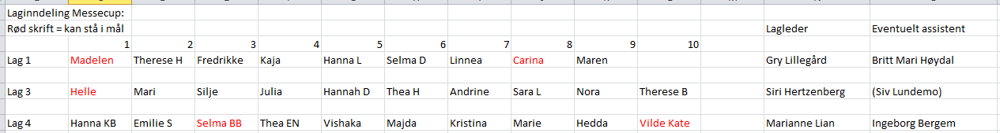 Laginndeling Messecup:
Rød skrift = kan stå i mål Lagleder Eventuelt assistent
1 2 3 4 5 6 7 8 9 10
Lag 1 Madelen Therese H Fredrikke Kaja Hanna L Selma D Linnea Carina Maren Gry Lillegård Britt Mari Høydal
Lag 3 Helle Mari Silje Julia Hannah D Thea H Andrine Sara L Nora Therese B Siri Hertzenberg (Siv Lundemo)
Lag 4 Hanna KB Emilie S Selma BB Thea EN Vishaka Majda Kristina Marie Hedda Vilde Kate Marianne Lian Ingeborg Bergem